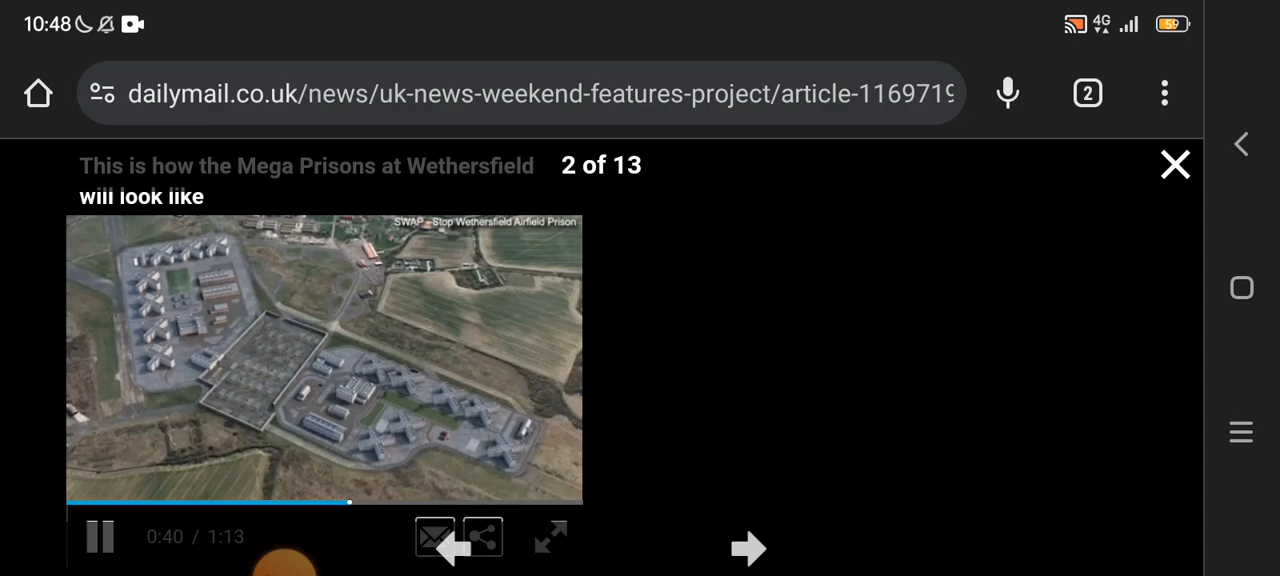 10:48
4G
59
dailymail.co.uk/news/uk-news-weekend-features-project/article-1169719
2
This is how the Mega Prisons at Wethersfield
will look like
2 of 13
SWAP - Stop Wethersfield Airfield Prison
0:40 / 1:13